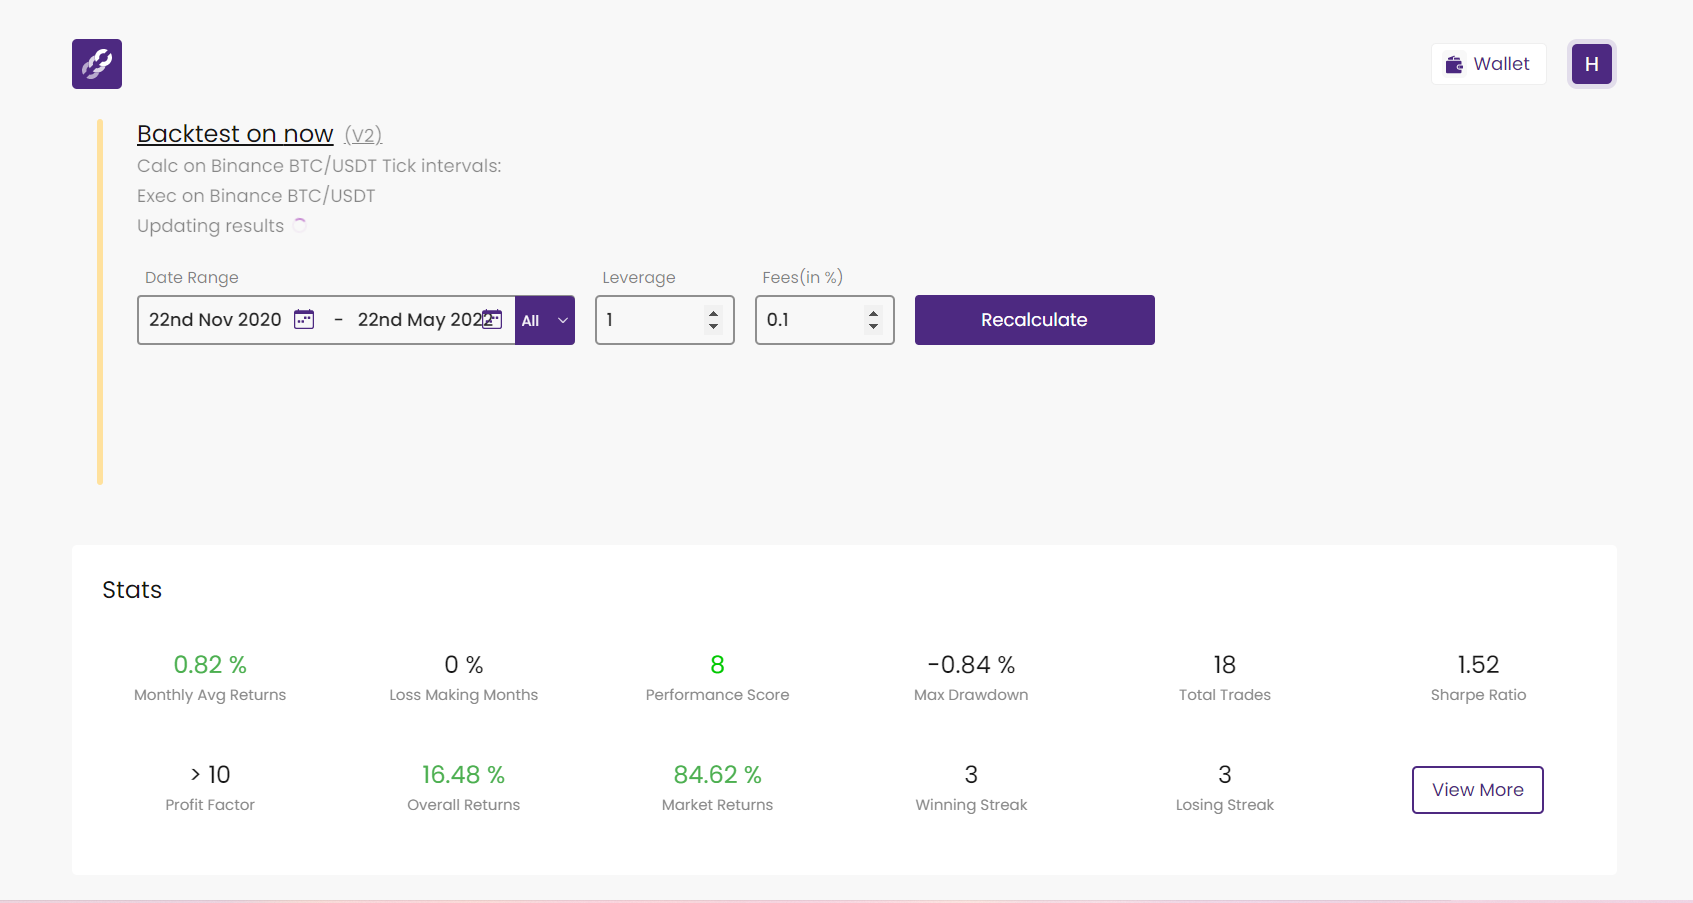 Wallet
H
Backtest on now (V2)
Calc on Binance BTC/USDT Tick intervals:
Exec on Binance BTC/USDT
Updating results
Date Range Leverage Fees(in %)
22nd Nov 2020 - 22nd May 2022 All 1 0.1 Recalculate
Stats
0.82 % 0 % 8 -0.84 % 18 1.52
Monthly Avg Returns Loss Making Months Performance Score Max Drawdown Total Trades Sharpe Ratio
> 10 16.48 % 84.62 % 3 3
Profit Factor Overall Returns Market Returns Winning Streak Losing Streak
View More